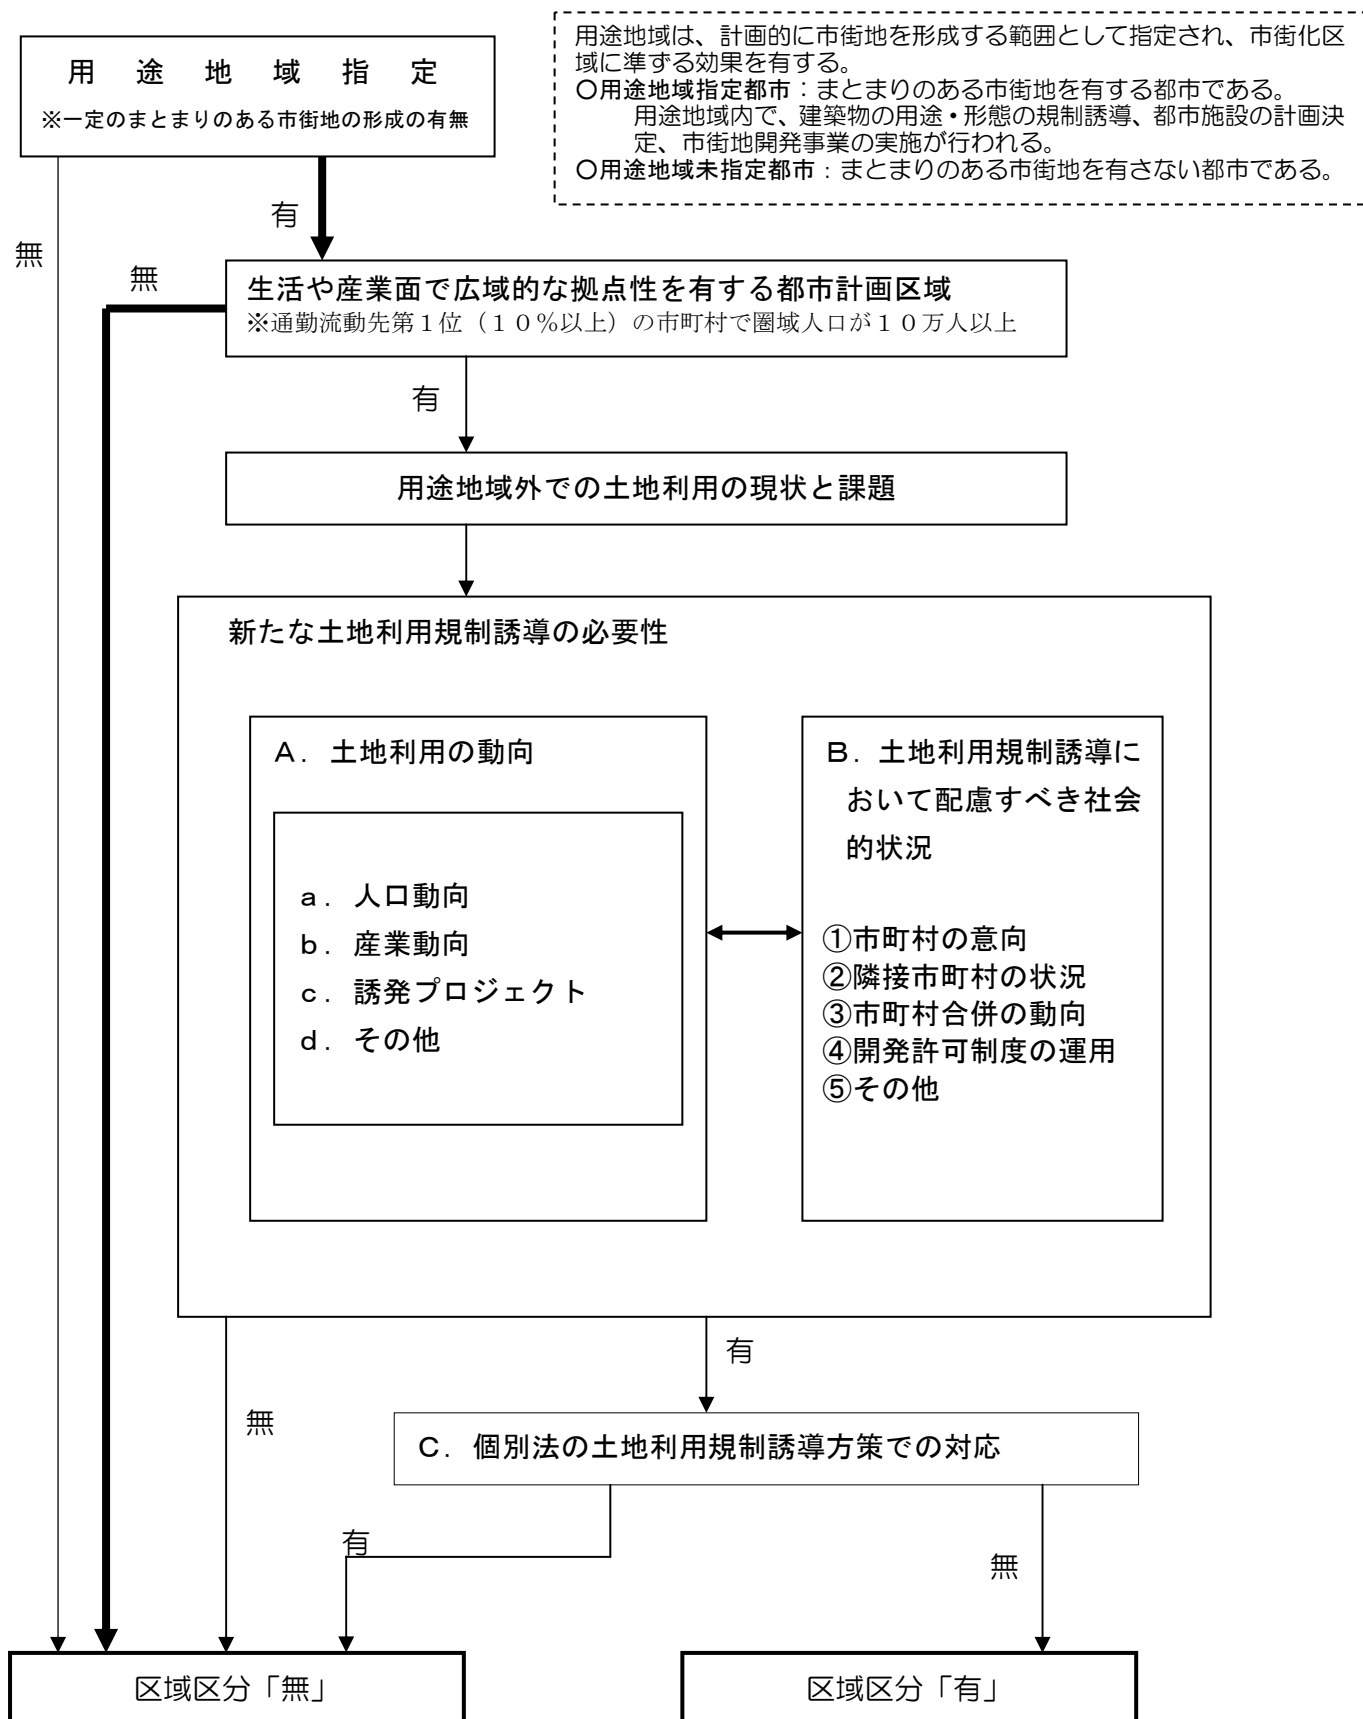 用途地域指定
※一定のまとまりのある市街地の形成の有無
用途地域は、計画的に市街地を形成する範囲として指定され、市街化区
域に準ずる効果を有する。
〇用途地域指定都市：まとまりのある市街地を有する都市である。
用途地域内で、建築物の用途・形態の規制誘導、都市施設の計画決
定、市街地開発事業の実施が行われる。
〇用途地域未指定都市：まとまりのある市街地を有さない都市である。
有
無
無
生活や産業面で広域的な拠点性を有する都市計画区域
※通勤流動先第１位（１０％以上）の市町村で圏域人口が１０万人以上
有
用途地域外での土地利用の現状と課題
新たな土地利用規制誘導の必要性
Ａ．土地利用の動向
ａ．人口動向
ｂ．産業動向
ｃ．誘発プロジェクト
ｄ．その他
Ｂ．土地利用規制誘導に
おいて配慮すべき社会
的状況
①市町村の意向
②隣接市町村の状況
③市町村合併の動向
④開発許可制度の運用
⑤その他
有
無
Ｃ．個別法の土地利用規制誘導方策での対応
有
無
区域区分「無」
区域区分「有」